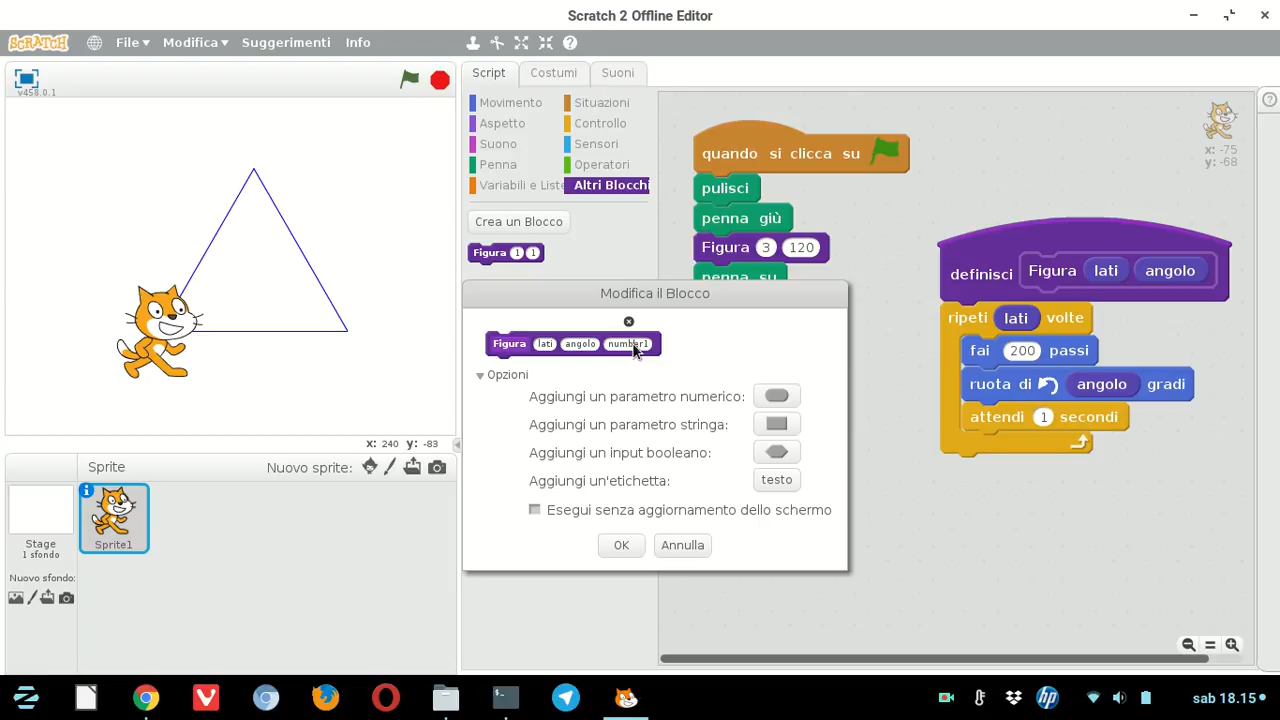 Scratch 2 Offline Editor
SCRATCH File Modifica Suggerimenti Info
v458.0.1
x: 240 y: -83
Sprite Nuovo sprite:
Stage
1 sfondo
Nuovo sfondo:
Sprite1
Script Costumi Suoni
Movimento Situazioni
Aspetto Controllo
Suono Sensori
Penna Operatori
Variabili e Liste Altri Blocchi
Crea un Blocco
Figura 1 1
quando si clicca su
pulisci
penna giù
Figura 3 120
penna su
x: -75
y: -68
definisci Figura lati angolo
ripeti lati volte
fai 200 passi
ruota di angolo gradi
attendi 1 secondi
Modifica il Blocco
Figura lati angolo number1
Opzioni
Aggiungi un parametro numerico:
Aggiungi un parametro stringa:
Aggiungi un input booleano:
Aggiungi un'etichetta: testo
Esegui senza aggiornamento dello schermo
OK Annulla
hp sab 18.15